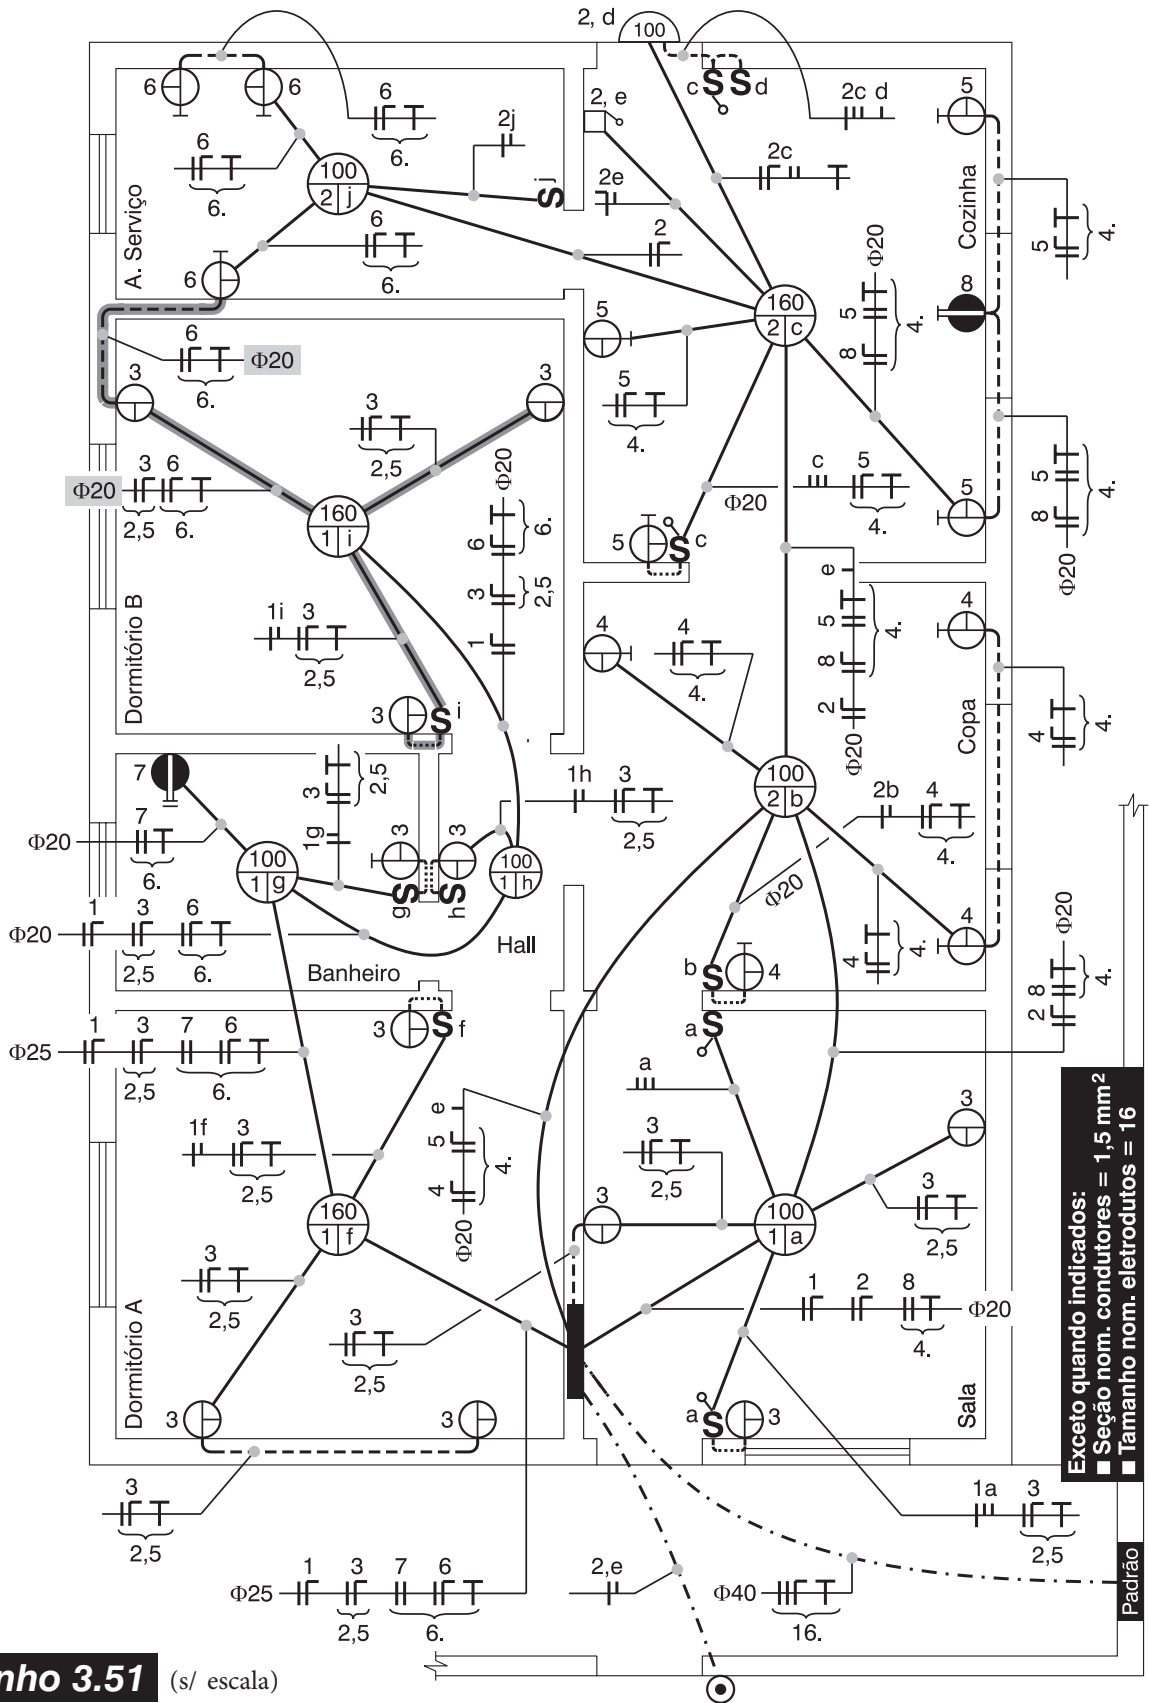 2, d
100
6
6
6
c S S d
2c d
5
6.
2j
2, e
6
6.
100
2 j
S j
2e
2c
A. Serviço
Cozinha
6
6.
2
Φ20
5
4.
6
5
160
2 c
5
8
4.
8
6
6.
Φ20
3
3
3
2,5
5
4.
Φ20
3
6
Φ20
2,5
6.
160
1 i
6
6.
3
2,5
1
Φ20
c
5
4.
5
5
8
4.
Φ20
5
S c
Dormitório B
1i
3
2,5
4
4
4.
e
5
8
4.
2
Φ20
4
Copa
4
4.
3
S i
7
3
2,5
1g
1h
3
2,5
100
2 b
2b
4
4.
Φ20
7
6.
3
3
100
1 g
S g
S h
100
1 h
Φ20
Φ20
1
3
6
2,5
6.
Hall
Banheiro
b S
4
4
4.
4
Φ20
8
4.
2
3
S f
a S
Φ25
1
3
7
6
2,5
6.
a
e
5
4
4.
Φ20
1f
3
2,5
3
2,5
3
3
2,5
160
1 f
3
100
1 a
3
2,5
1
2
8
4.
Φ20
3
2,5
Dormitório A
Sala
3
3
a S
3
3
2,5
1a
3
2,5
Φ25
1
3
7
6
2,5
6.
2,e
Φ40
16.
Padrão
Exceto quando indicados:
■ Seção nom. condutores = 1,5 mm²
■ Tamanho nom. eletrodutos = 16
nho 3.51 (s/ escala)